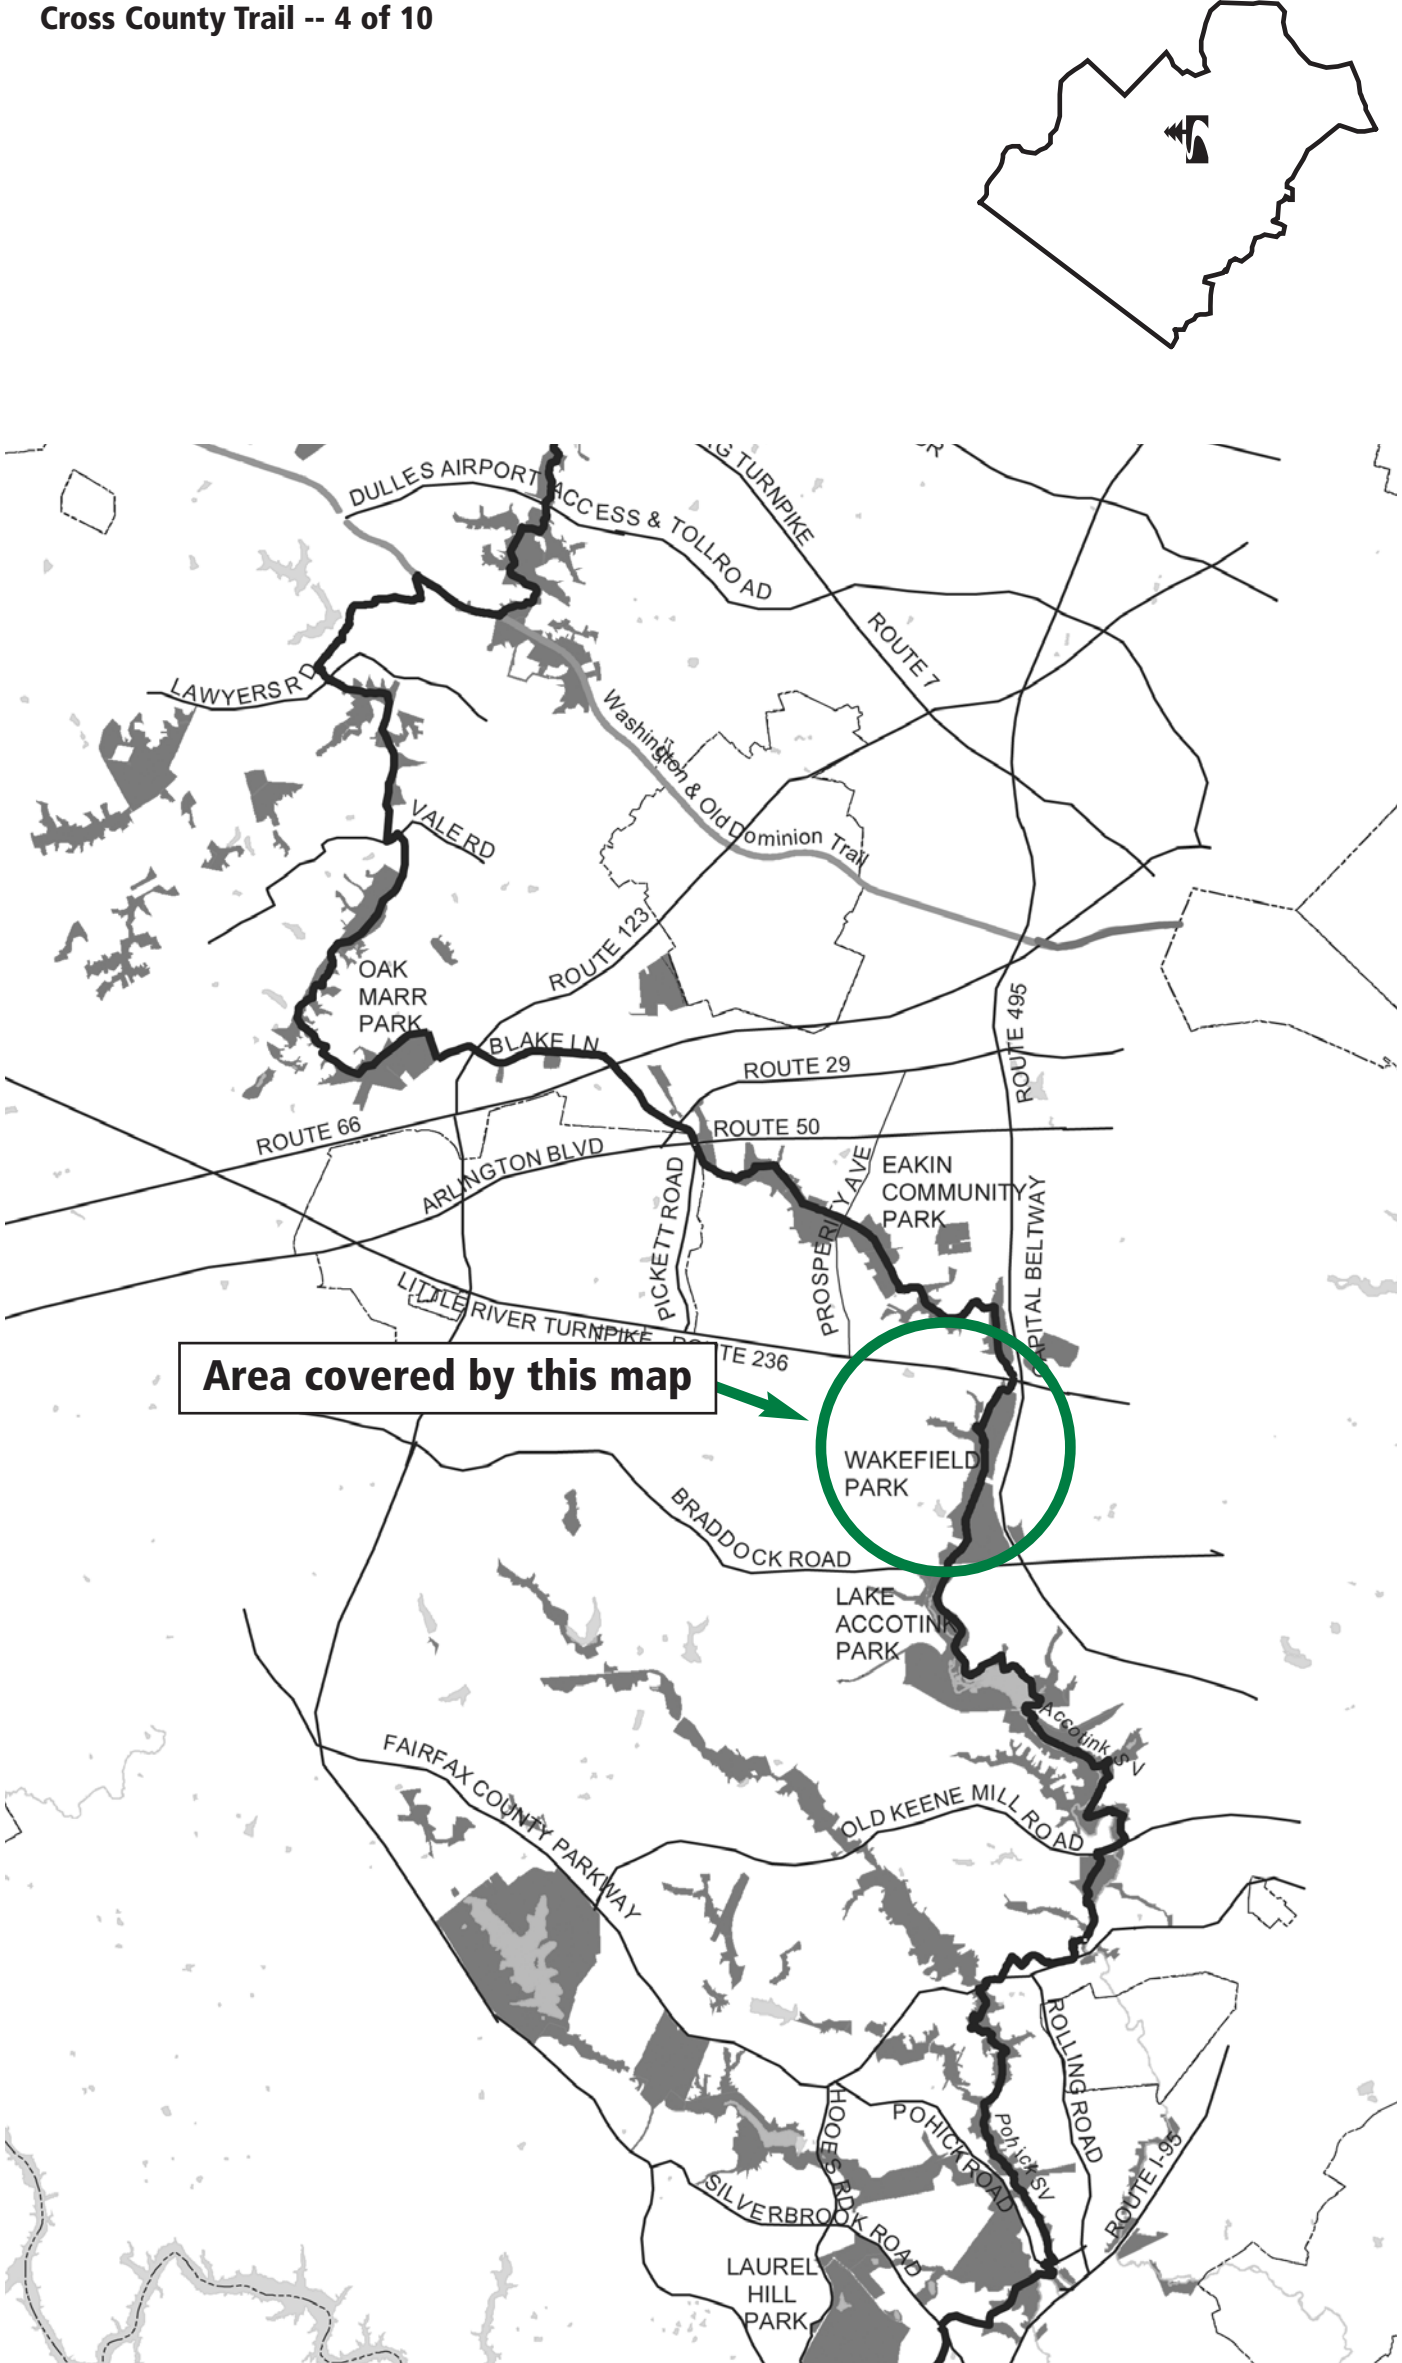 Cross County Trail -- 4 of 10
DULLES AIRPORT ACCESS & TOLLROAD
G TURNPIKE
ROUTE 7
LAWYERS RD
Washington & Old Dominion Trail
VALE RD
ROUTE 123
OAK
MARR
PARK
BLAKE LN
ROUTE 495
ROUTE 29
ROUTE 66
ROUTE 50
ARLINGTON BLVD
EAKIN
COMMUNITY
PARK
PICKETT ROAD
PROSPERITY AVE
CAPITAL BELTWAY
LITTLE RIVER TURNPIKE ROUTE 236
Area covered by this map
WAKEFIELD
PARK
BRADDOCK ROAD
LAKE
ACCOTINK
PARK
Accotink S V
FAIRFAX COUNTY PARKWAY
OLD KEENE MILL ROAD
ROLLING ROAD
HOOES RD
POHICK ROAD
Pohick SV
ROUTE I-95
SILVERBROOK ROAD
LAUREL
HILL
PARK